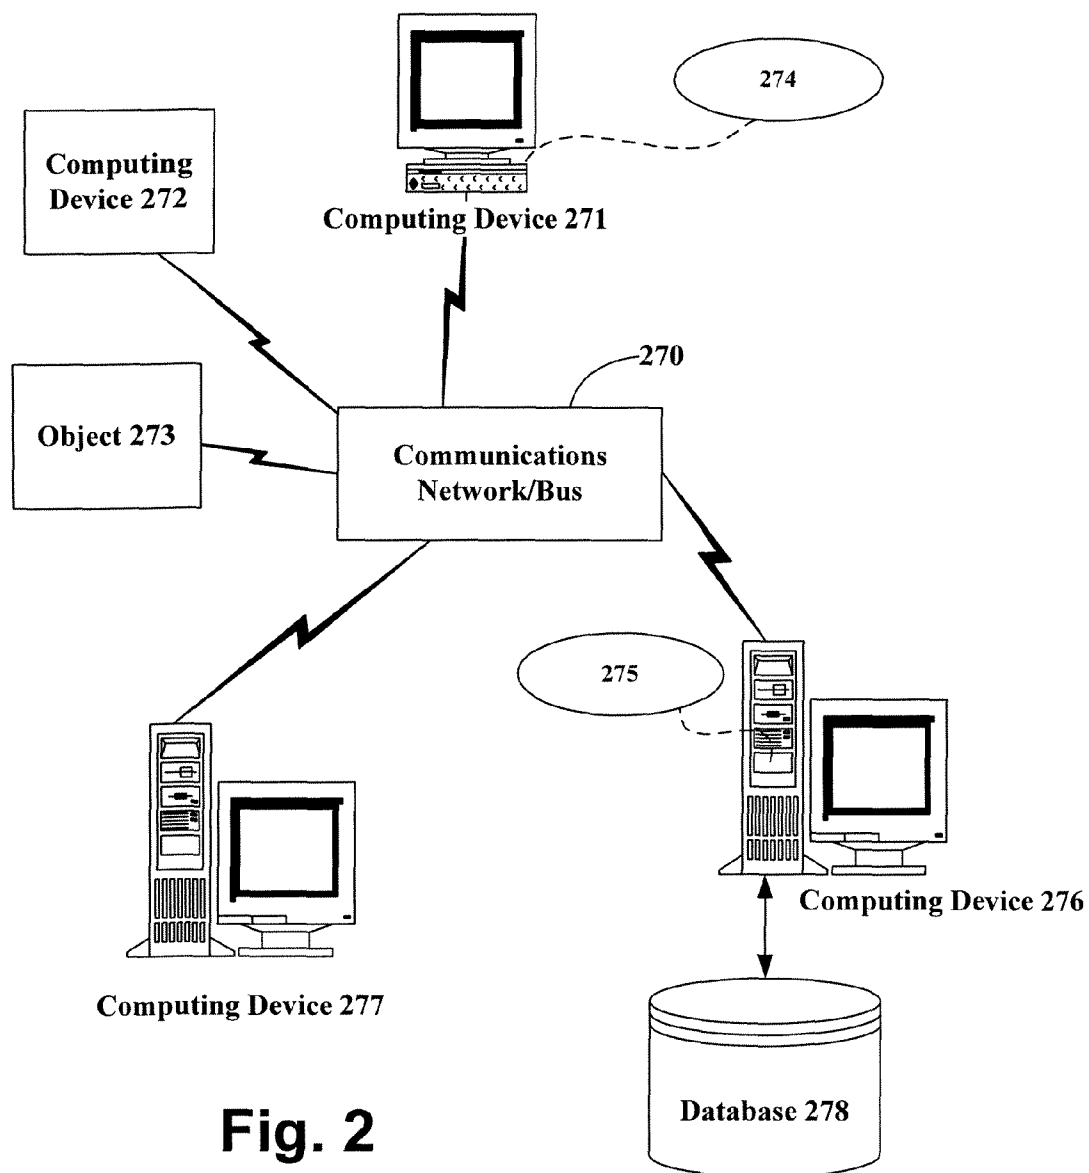 274
Computing
Device 272
Computing Device 271
270
Object 273
Communications
Network/Bus
275
Computing Device 276
Computing Device 277
Database 278
Fig. 2